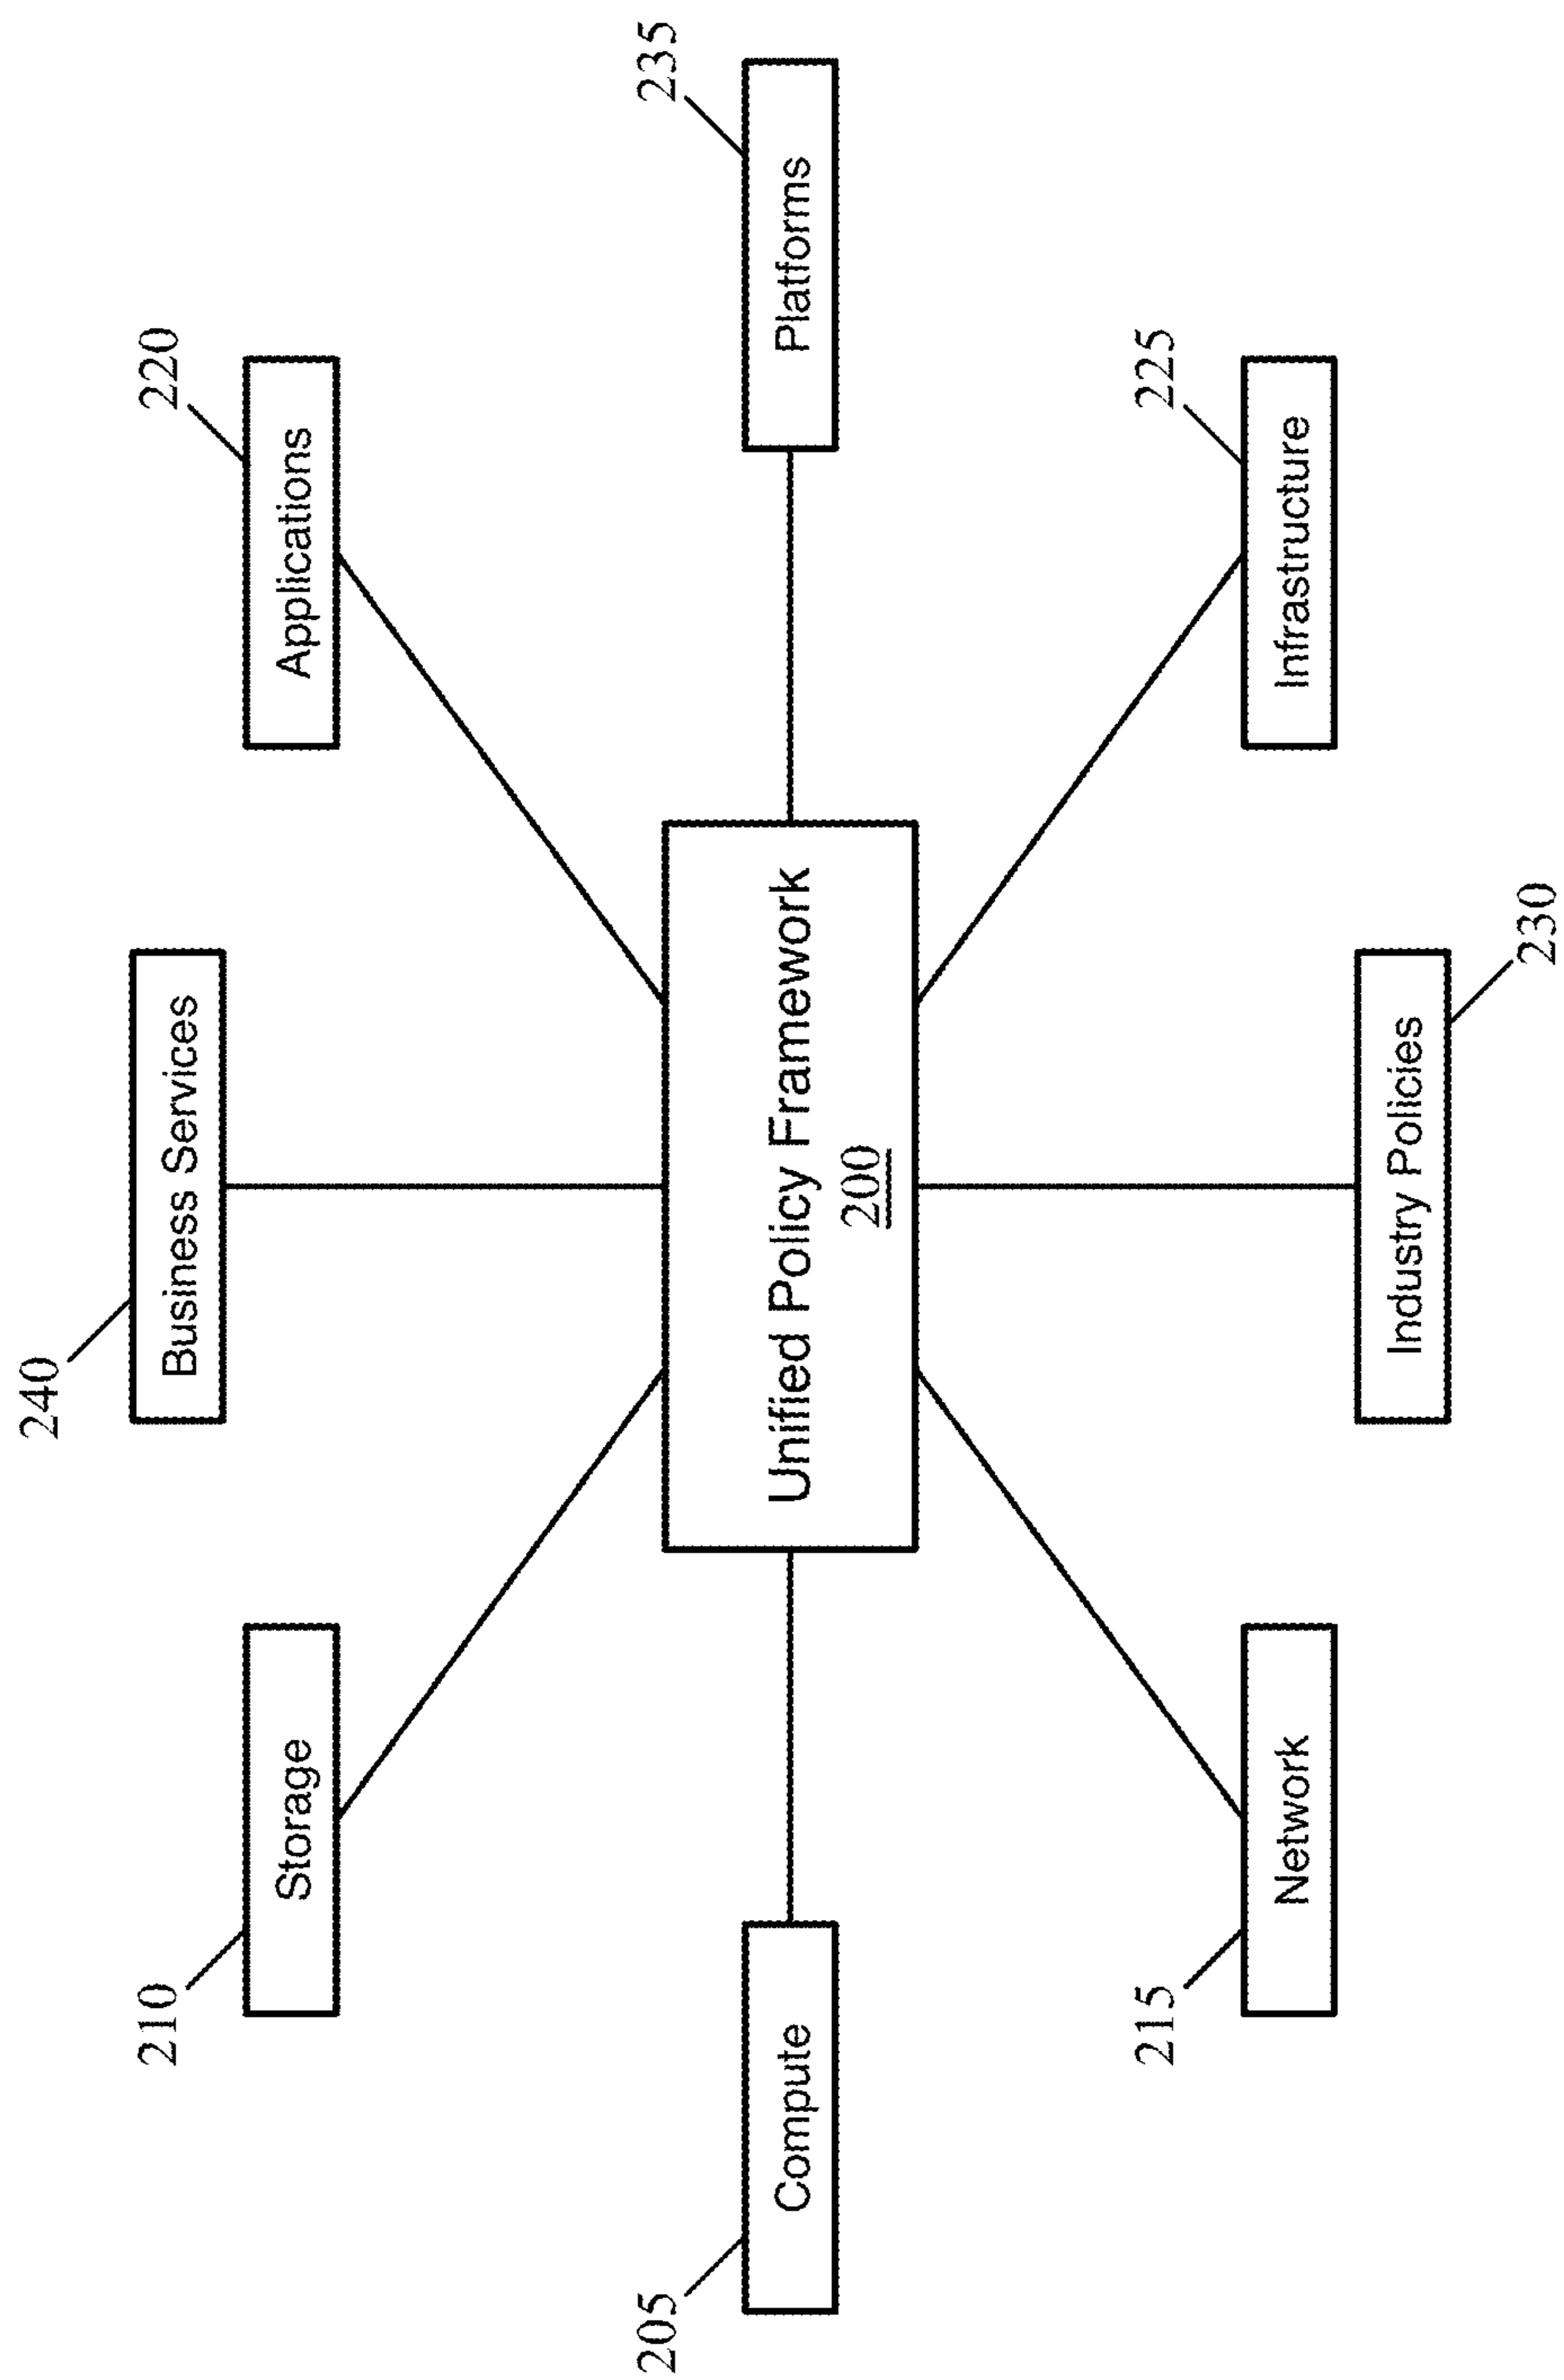 240
Business Services
210
Storage
220
Applications
205
Compute
Unified Policy Framework
200
235
Platforms
215
Network
225
Infrastructure
Industry Policies
230